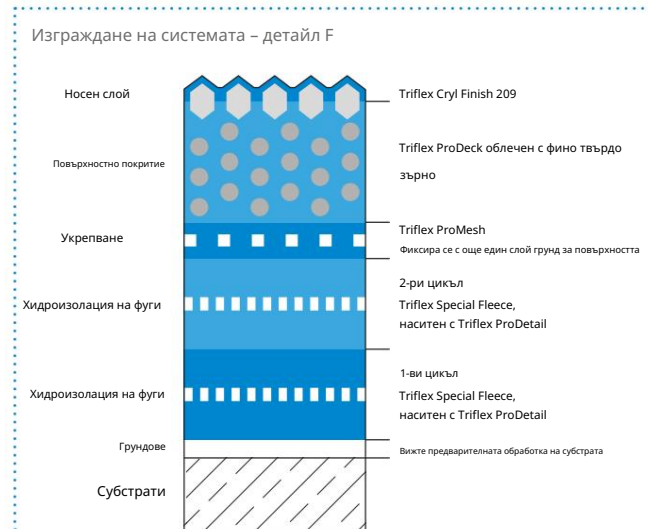 Изграждане на системата – детайл F
Носен слой
Triflex Cryl Finish 209
Повърхностно покритие
Triflex ProDeck облечен с фино твърдо
зърно
Укрепване
Triflex ProMesh
Фиксира се с още един слой грунд за повърхността
Хидроизолация на фуги
2-ри цикъл
Triflex Special Fleece,
наситен с Triflex ProDetail
Хидроизолация на фуги
1-ви цикъл
Triflex Special Fleece,
наситен с Triflex ProDetail
Грундове
Вижте предварителната обработка на субстрата
Субстрати